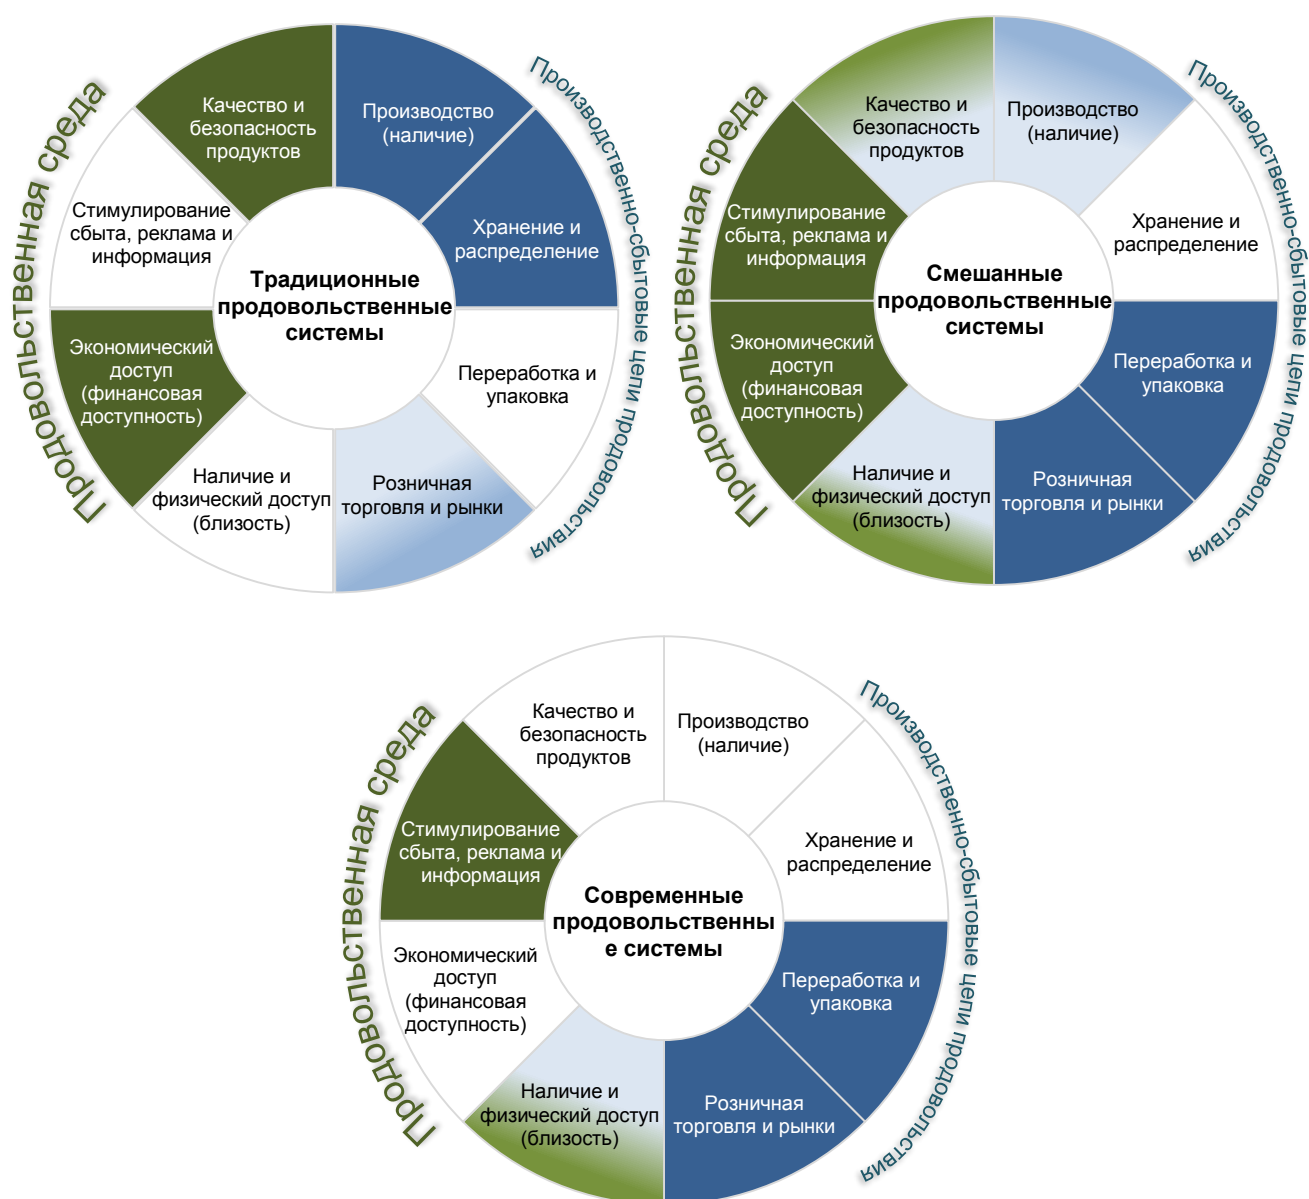 Продовольственная среда
Производственно-сбытовые цепи продовольствия
Качество и
безопасность
продуктов
Производство
(наличие)
Стимулирование
сбыта, реклама и
информация
Хранение и
распределение
Традиционные
продовольственные
системы
Экономический
доступ
(финансовая
доступность)
Переработка и
упаковка
Наличие и
физический доступ
(близость)
Розничная
торговля и рынки
Продовольственная среда
Производственно-сбытовые цепи продовольствия
Качество и
безопасность
продуктов
Производство
(наличие)
Стимулирование
сбыта, реклама и
информация
Хранение и
распределение
Смешанные
продовольственные
системы
Экономический
доступ
(финансовая
доступность)
Переработка и
упаковка
Наличие и
физический доступ
(близость)
Розничная
торговля и рынки
Продовольственная среда
Производственно-сбытовые цепи продовольствия
Качество и
безопасность
продуктов
Производство
(наличие)
Стимулирование
сбыта, реклама и
информация
Хранение и
распределение
Современные
продовольственны
е системы
Экономический
доступ
(финансовая
доступность)
Переработка и
упаковка
Наличие и
физический доступ
(близость)
Розничная
торговля и рынки